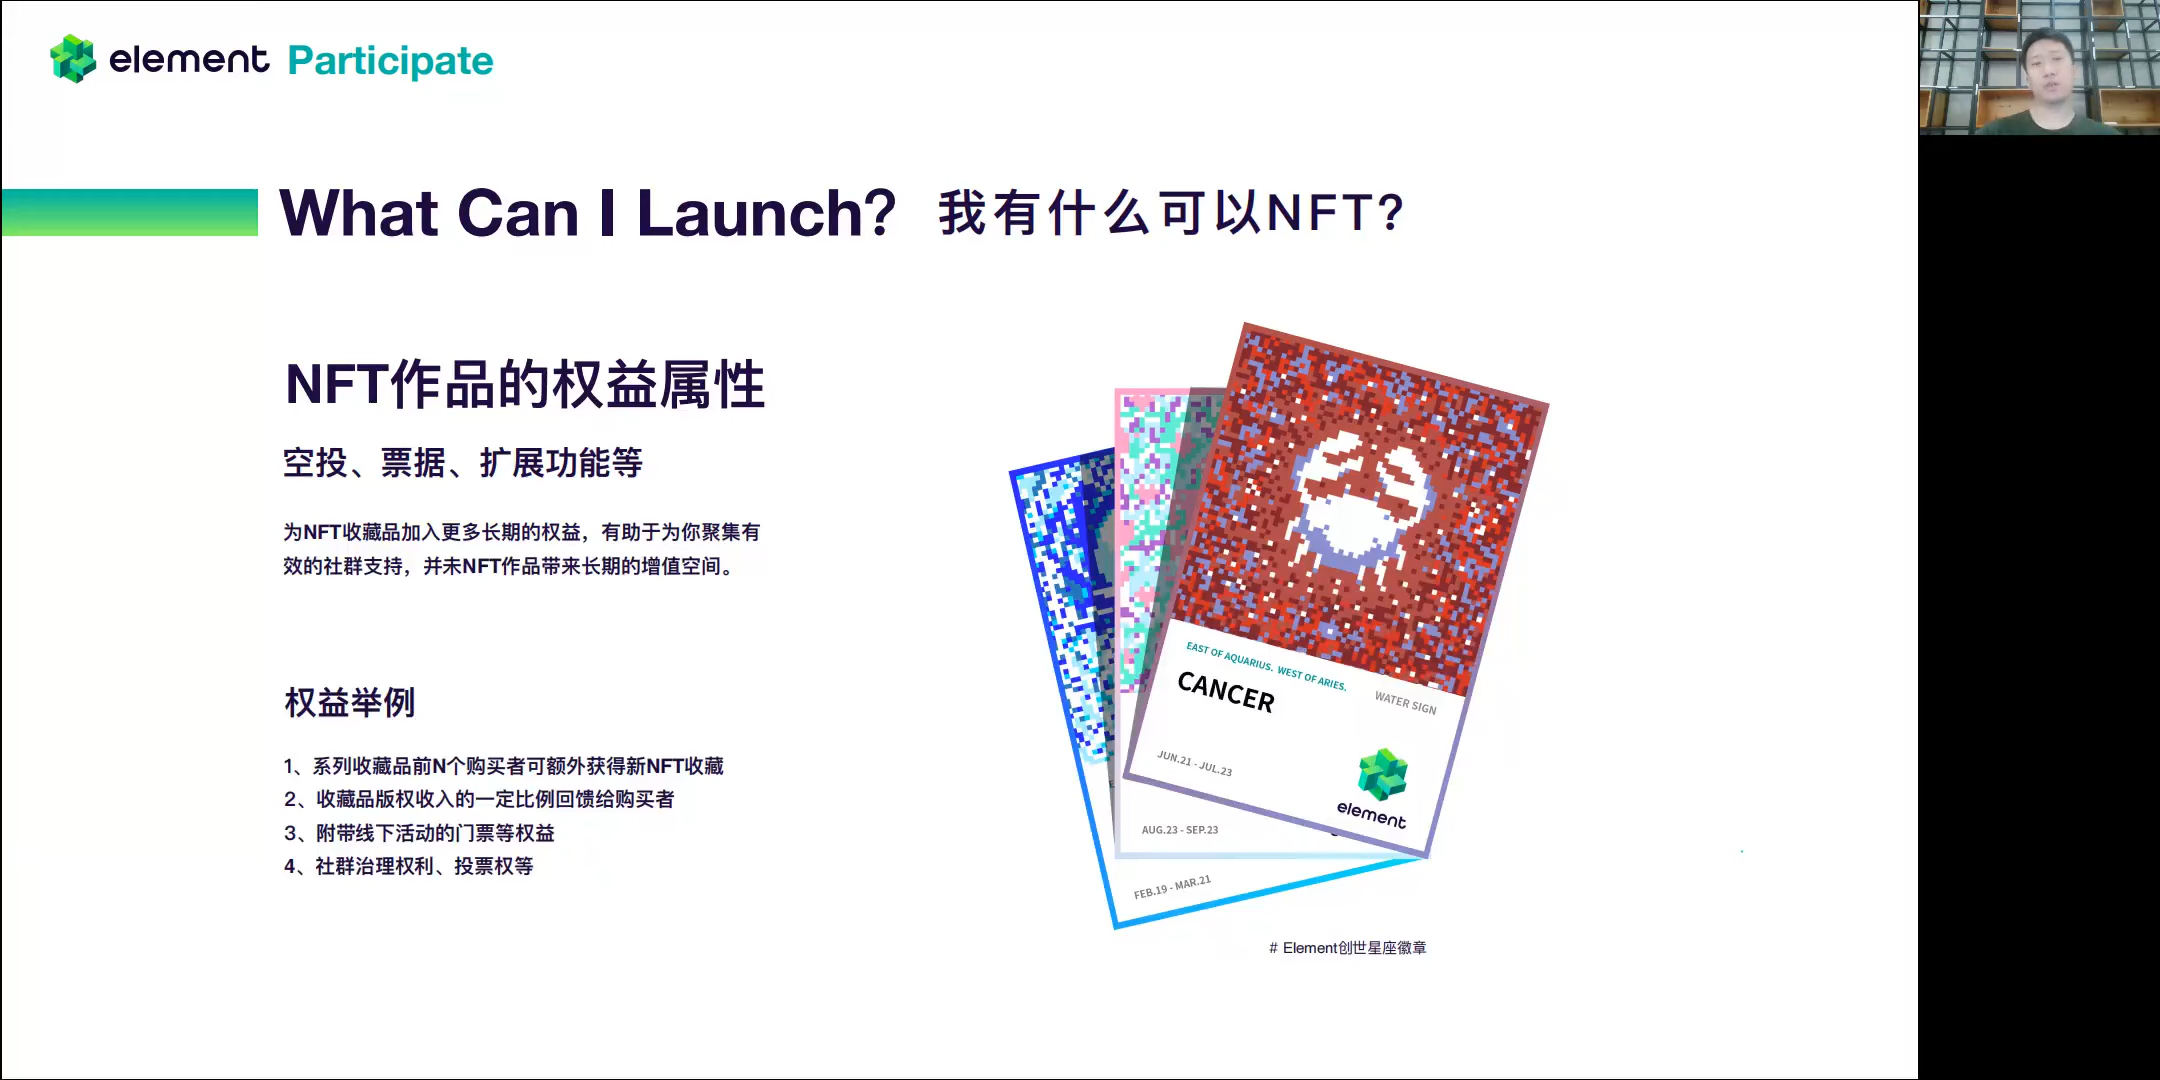 element Participate
What Can I Launch? 我有什么可以NFT?
NFT作品的权益属性
空投、票据、扩展功能等
为NFT收藏品加入更多长期的权益，有助于为你聚集有
效的社群支持，并未NFT作品带来长期的增值空间。
权益举例
1、系列收藏品前N个购买者可额外获得新NFT收藏
2、收藏品版权收入的一定比例回馈给购买者
3、附带线下活动的门票等权益
4、社群治理权利、投票权等
EAST OF AQUARIUS. WEST OF ARIES.
CANCER
WATER SIGN
JUN.21 - JUL.23
element
AUG.23 - SEP.23
FEB.19 - MAR.21
# Element创世星座徽章